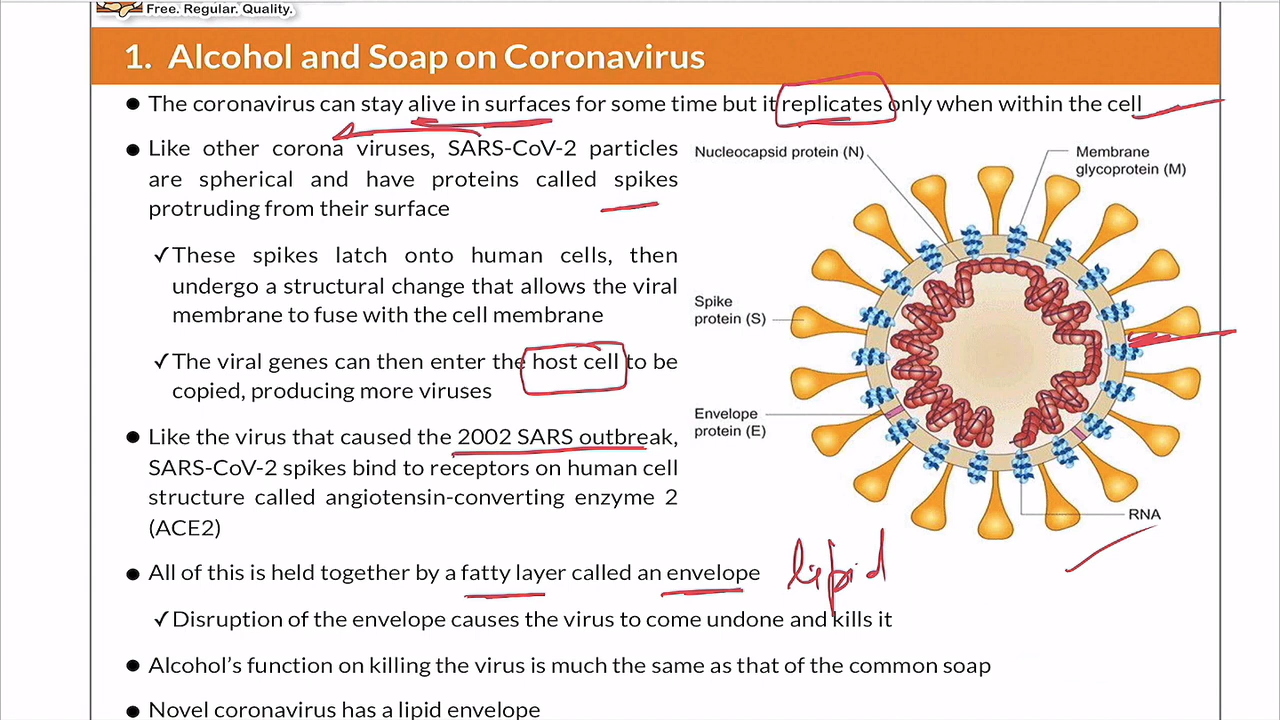 Free. Regular. Quality.
1. Alcohol and Soap on Coronavirus
● The coronavirus can stay alive in surfaces for some time but it replicates only when within the cell
● Like other corona viruses, SARS-CoV-2 particles
are spherical and have proteins called spikes
protruding from their surface
✓These spikes latch onto human cells, then
undergo a structural change that allows the viral
membrane to fuse with the cell membrane
✓The viral genes can then enter the host cell to be
copied, producing more viruses
● Like the virus that caused the 2002 SARS outbreak,
SARS-CoV-2 spikes bind to receptors on human cell
structure called angiotensin-converting enzyme 2
(ACE2)
Nucleocapsid protein (N)
Membrane
glycoprotein (M)
Spike
protein (S)
Envelope
protein (E)
RNA
● All of this is held together by a fatty layer called an envelope
lipid
✓Disruption of the envelope causes the virus to come undone and kills it
● Alcohol's function on killing the virus is much the same as that of the common soap
● Novel coronavirus has a lipid envelope